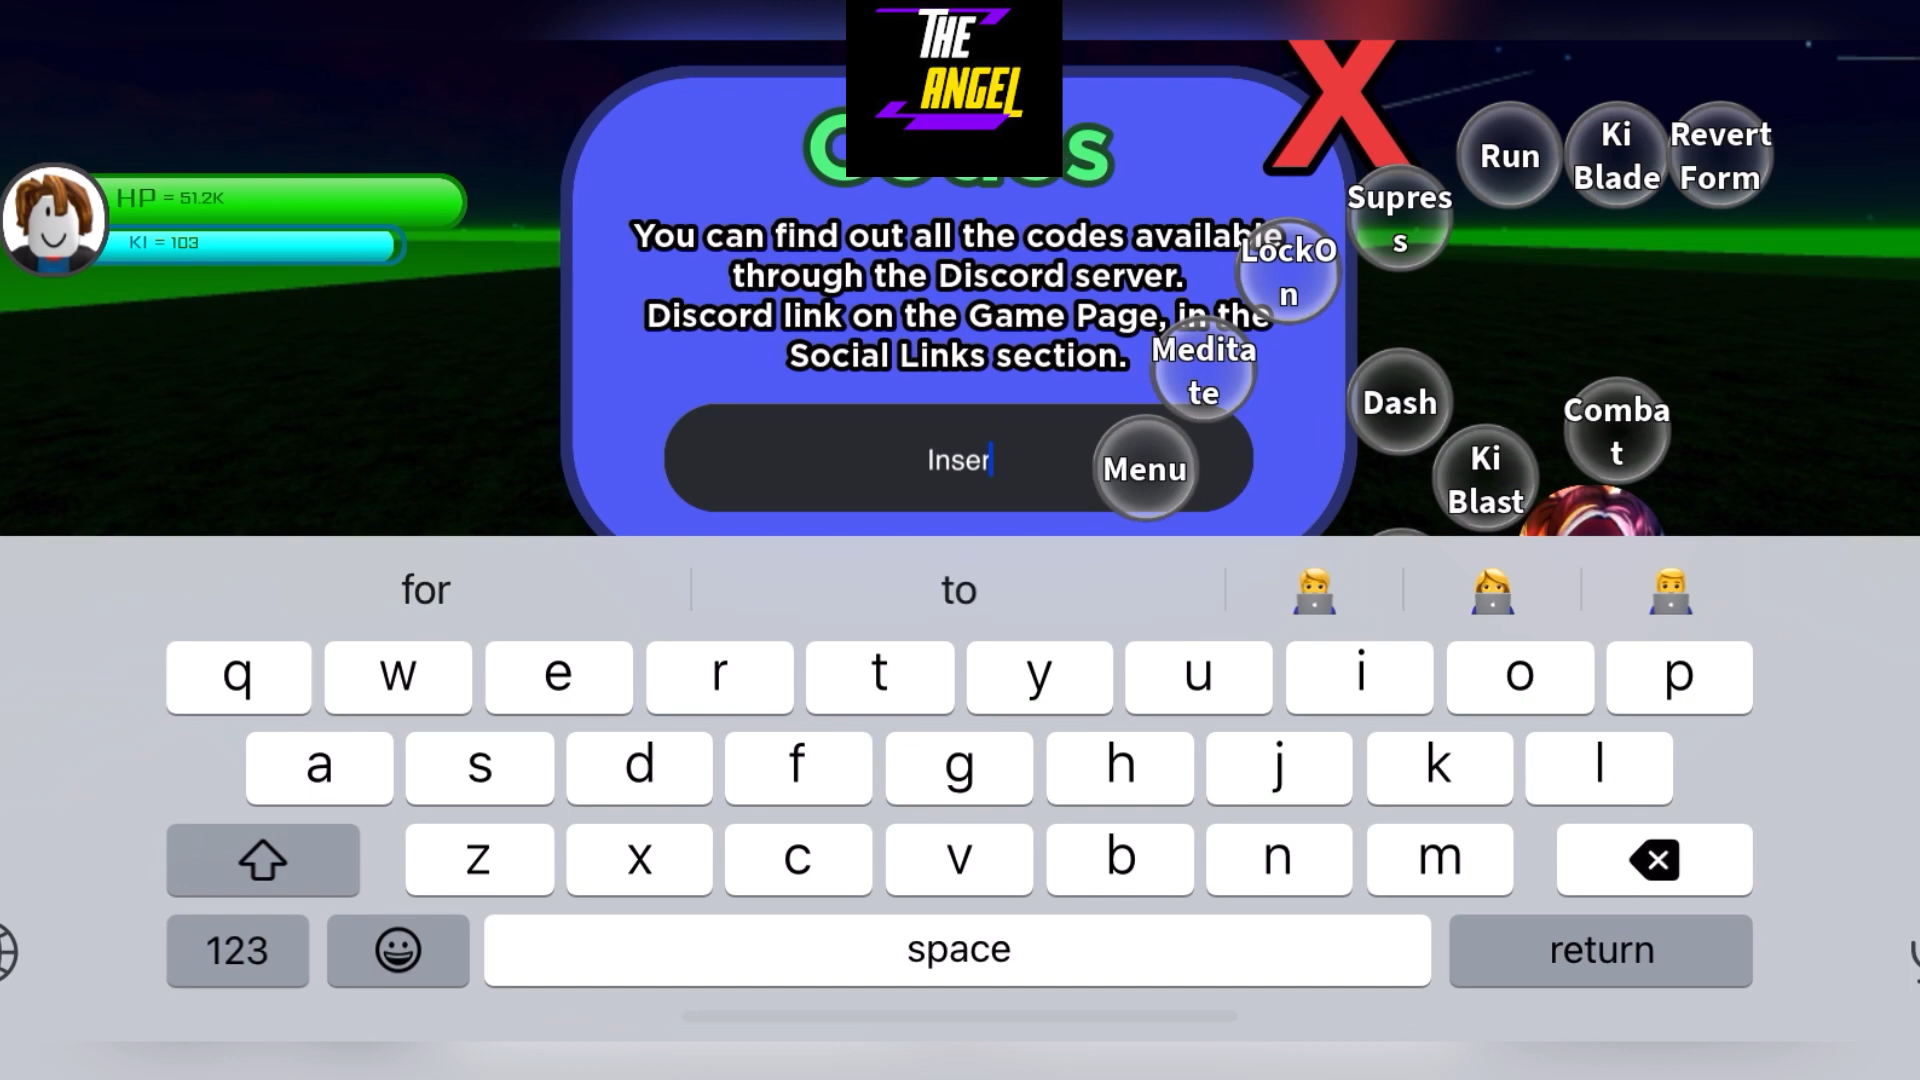 THE
ANGEL
Codes
You can find out all the codes available
through the Discord server.
Discord link on the Game Page, in the
Social Links section.
Inser
HP = 51.2K
KI = 103
Run
Ki
Blade
Revert
Form
Supres
s
LockO
n
Medita
te
Menu
Dash
Ki
Blast
Comba
t
X
for
to
q w e r t y u i o p
a s d f g h j k l
z x c v b n m
123
space
return